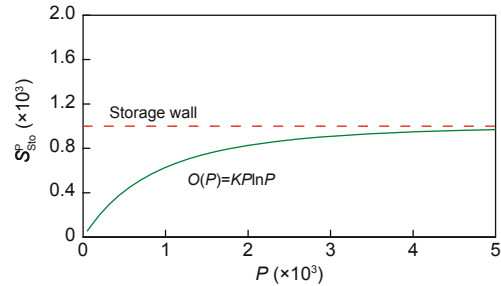 2.0
1.6
1.2
0.8
0.4
0
S^P_Sto (×10³)
Storage wall
O(P)=KPlnP
0 1 2 3 4 5
P (×10³)